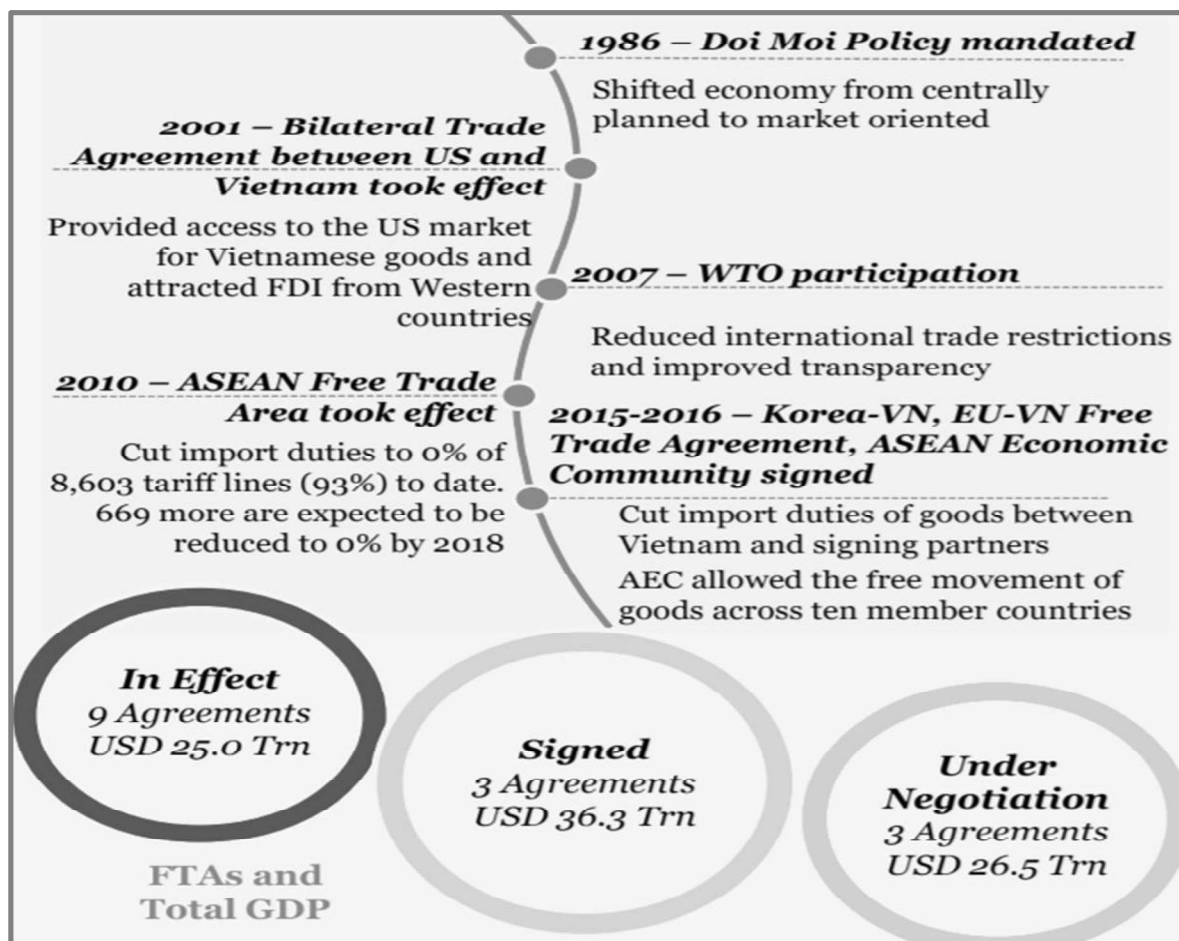 1986 – Doi Moi Policy mandated
Shifted economy from centrally
planned to market oriented
2001 – Bilateral Trade
Agreement between US and
Vietnam took effect
Provided access to the US market
for Vietnamese goods and
attracted FDI from Western
countries
2007 – WTO participation
Reduced international trade restrictions
and improved transparency
2010 – ASEAN Free Trade
Area took effect
Cut import duties to 0% of
8,603 tariff lines (93%) to date.
669 more are expected to be
reduced to 0% by 2018
2015-2016 – Korea-VN, EU-VN Free
Trade Agreement, ASEAN Economic
Community signed
Cut import duties of goods between
Vietnam and signing partners
AEC allowed the free movement of
goods across ten member countries
In Effect
9 Agreements
USD 25.0 Trn
Signed
3 Agreements
USD 36.3 Trn
Under
Negotiation
3 Agreements
USD 26.5 Trn
FTAs and
Total GDP